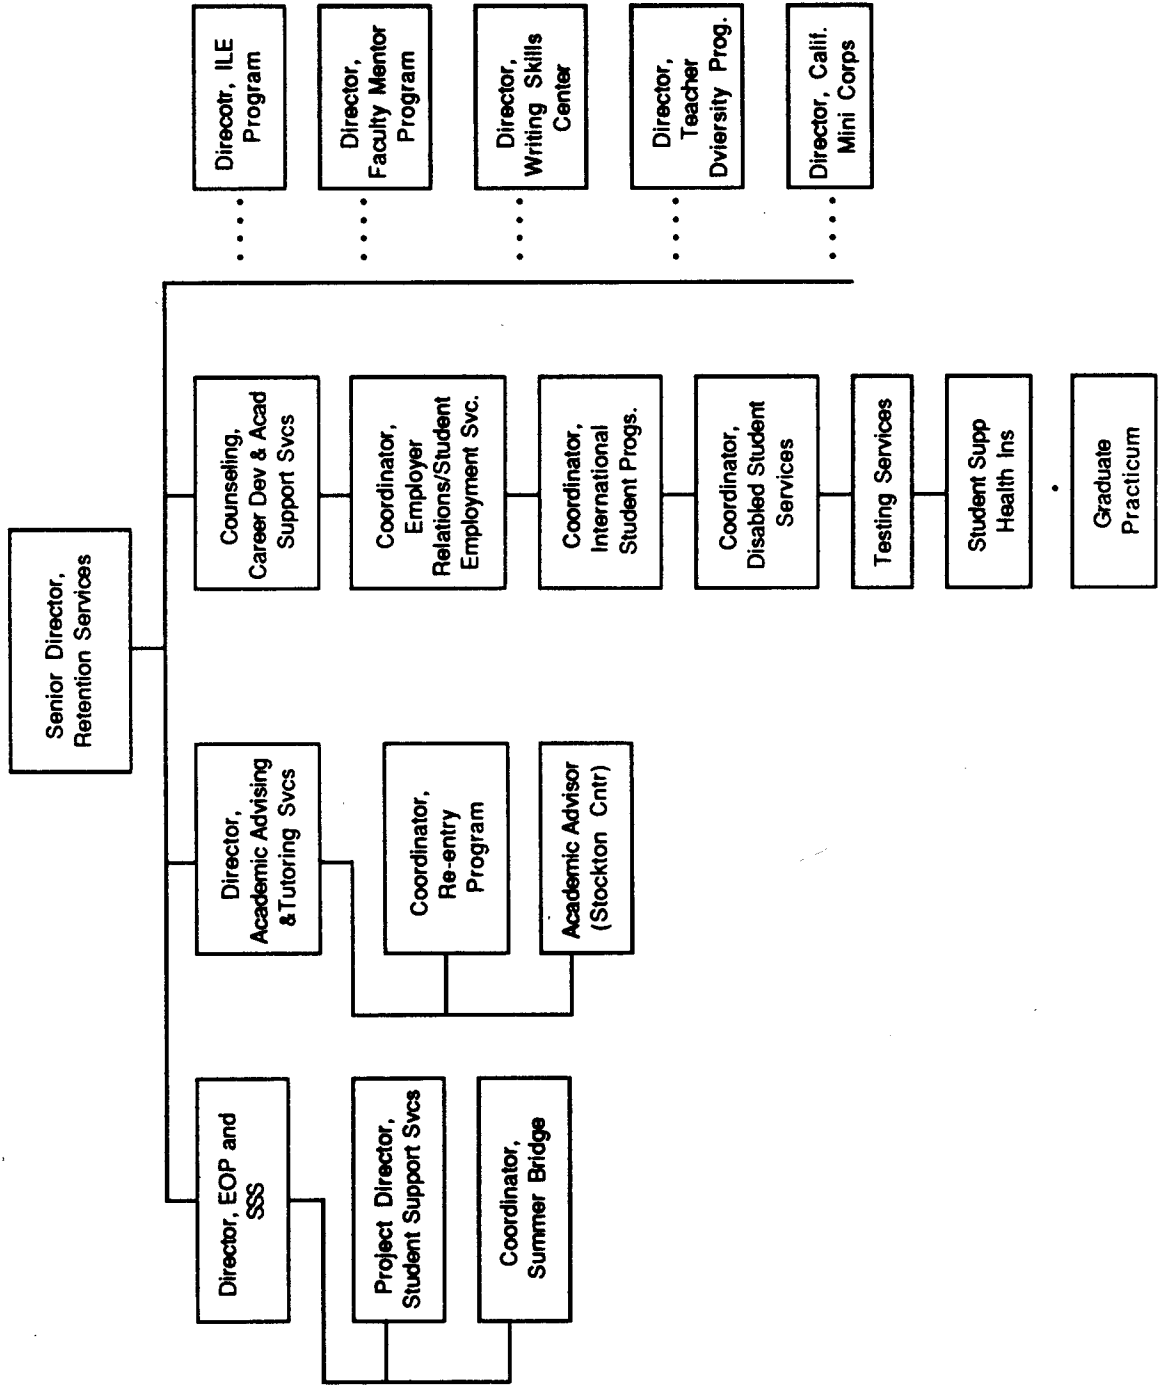 Senior Director,
Retention Services
Director, EOP and
SSS
Project Director,
Student Support Svcs
Coordinator,
Summer Bridge
Director,
Academic Advising
&Tutoring Svcs
Coordinator,
Re-entry
Program
Academic Advisor
(Stockton Cntr)
Counseling,
Career Dev & Acad
Support Svcs
Coordinator,
Employer
Relations/Student
Employment Svc.
Coordinator,
International
Student Progs.
Coordinator,
Disabled Student
Services
Testing Services
Student Supp
Health Ins
Graduate
Practicum
Direcotr, ILE
Program
Director,
Faculty Mentor
Program
Director,
Writing Skills
Center
Director,
Teacher
Dviersity Prog.
Director, Calif.
Mini Corps